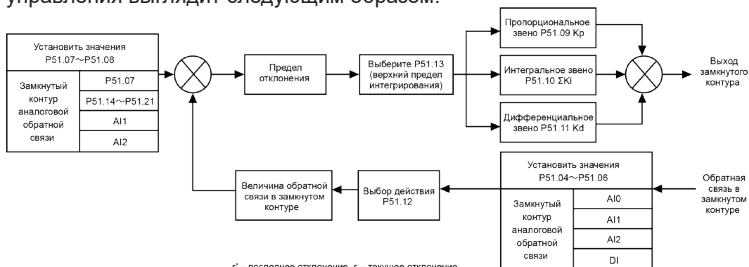 управления выглядит следующим образом:
Установить значения
P51.07～P51.08
Замкнутый
контур
аналоговой
обратной
связи
P51.07
P51.14～P51.21
AI1
AI2
Предел
отклонения
Выберите P51.13
(верхний предел
интегрирования)
Пропорциональное
звено P51.09 Kp
Интегральное звено
P51.10 ΣKi
Дифференциальное
звено P51.11 Kd
Выход
замкнутого
контура
Величина обратной
связи в замкнутом
контуре
Выбор действия
P51.12
Установить значения
P51.04～P51.06
Замкнутый
контур
аналоговой
обратной
связи
AI0
AI1
AI2
DI
Обратная
связь в
замкнутом
контуре